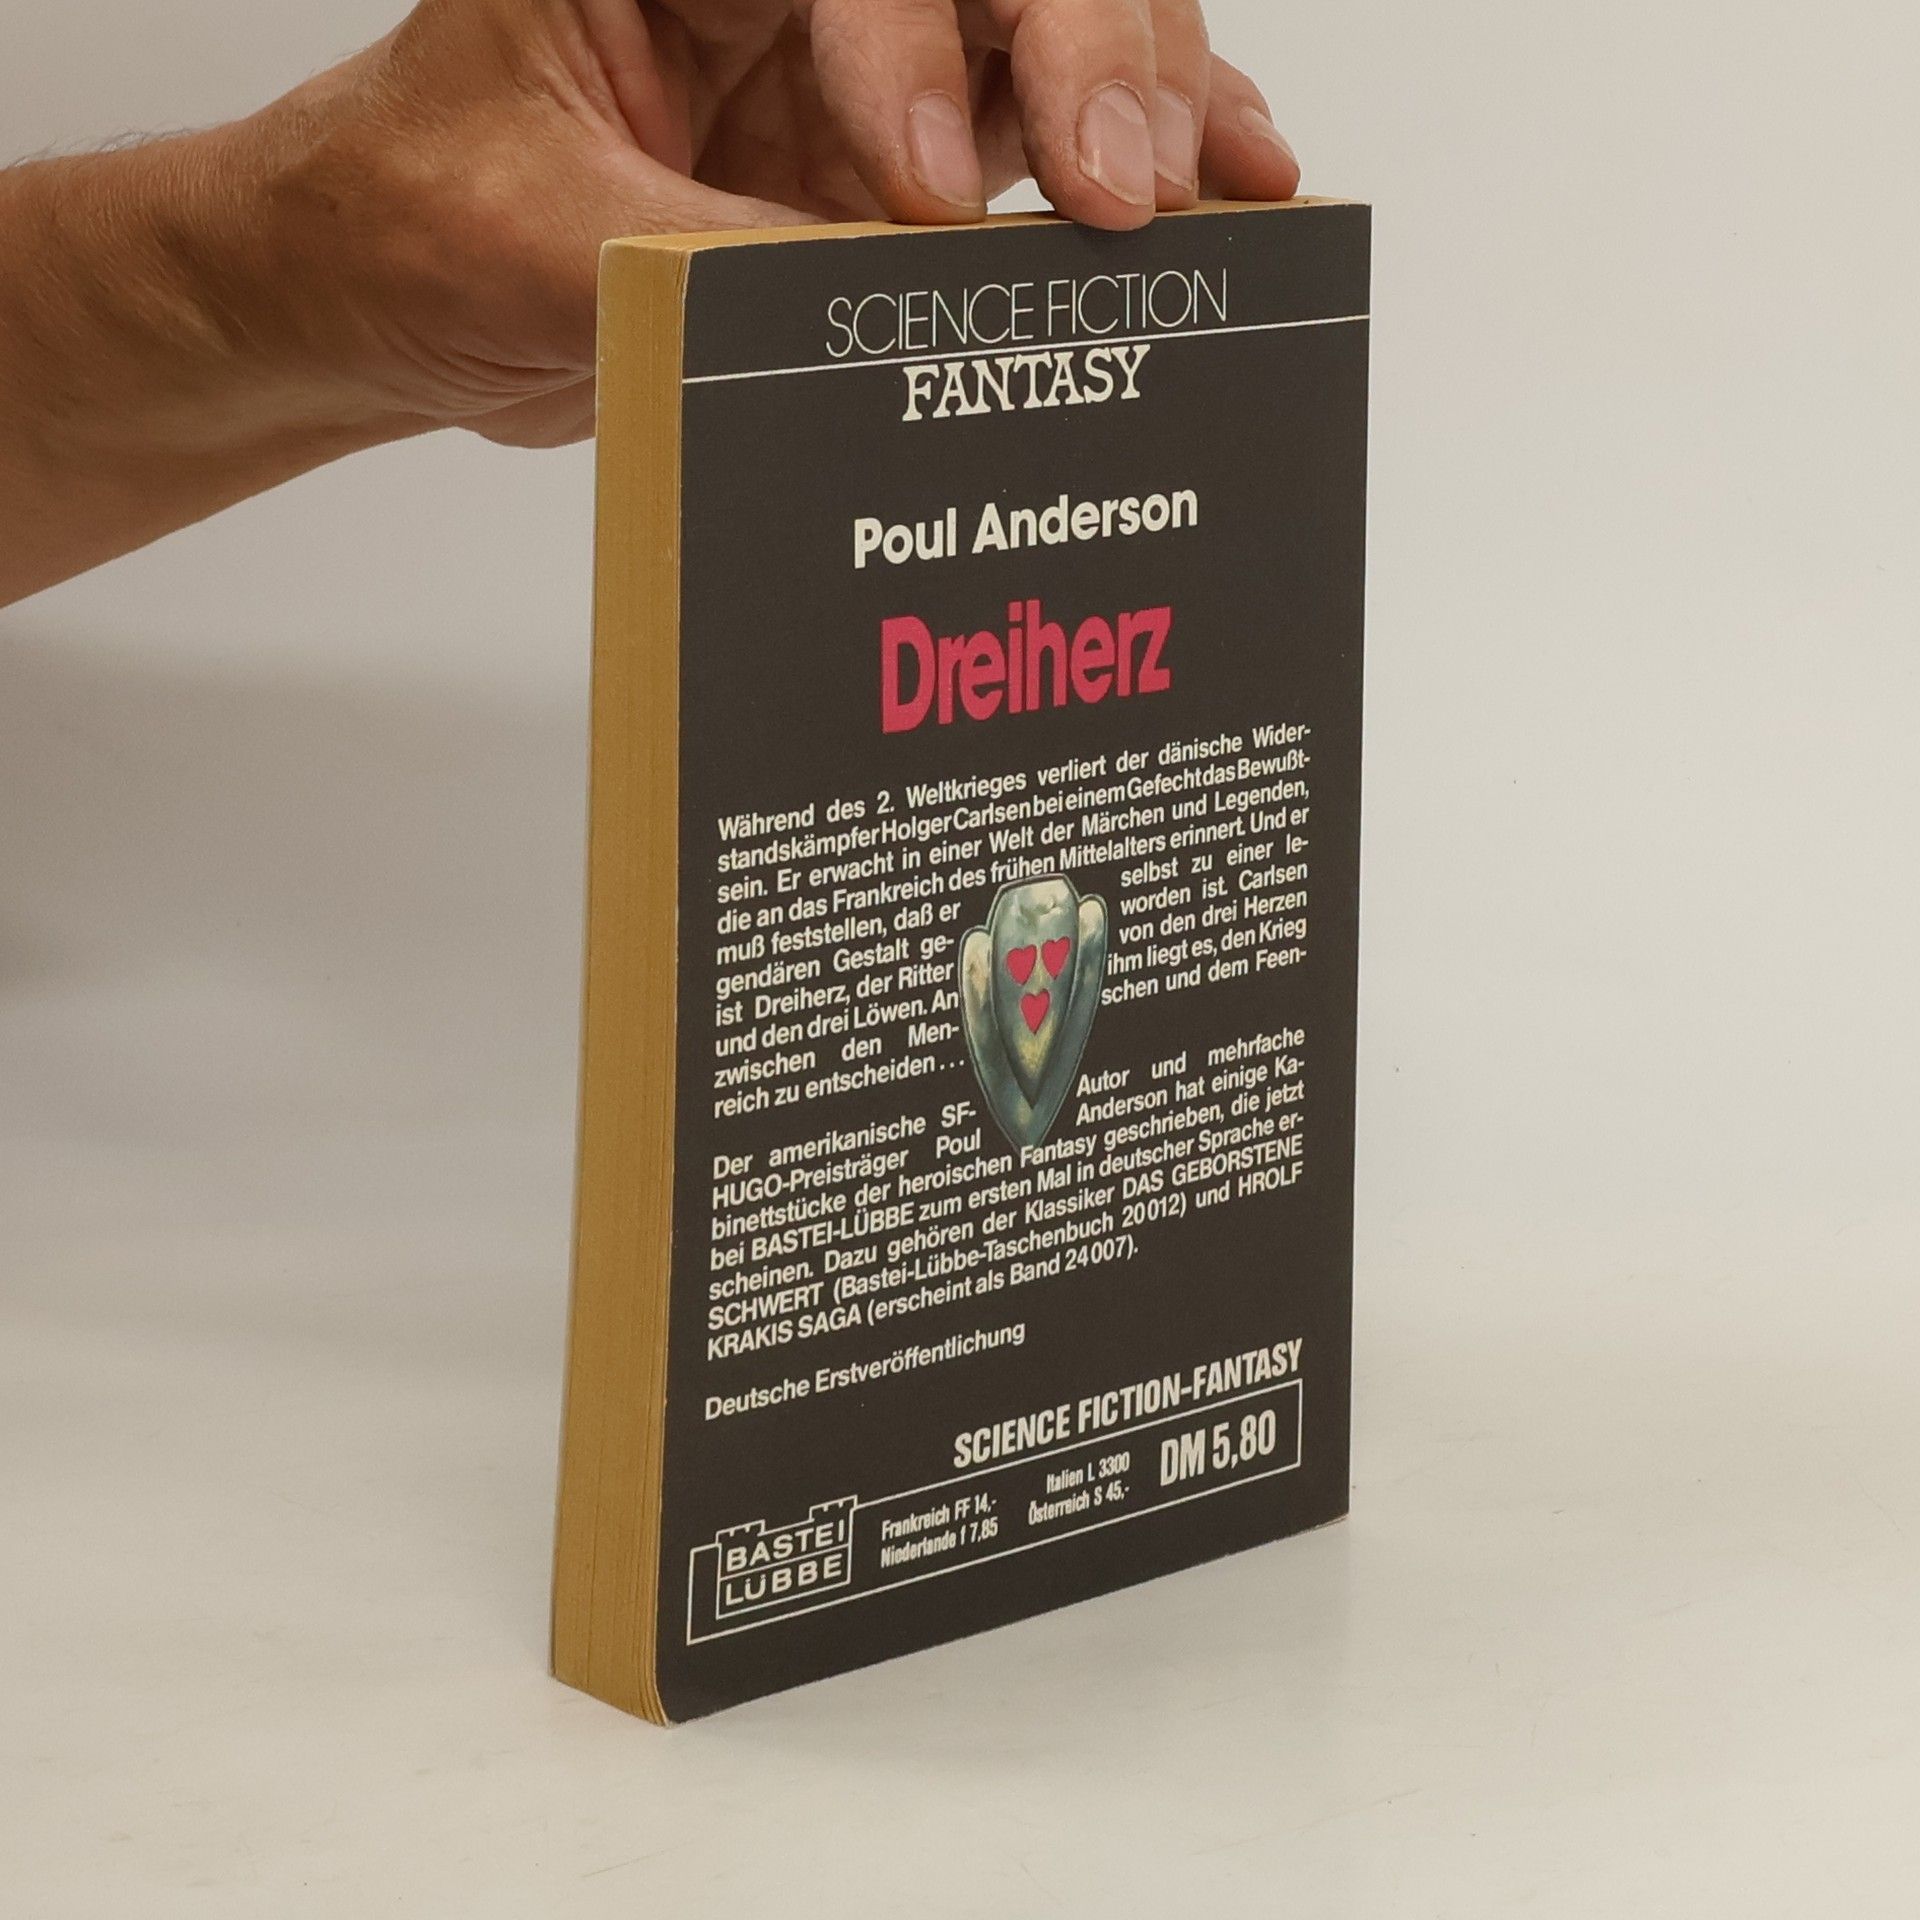 SCIENCE FICTION
FANTASY
Poul Anderson
Dreiherz
Während des 2. Weltkrieges verliert der dänische Wider-
standskämpfer Holger Carlsen bei einem Gefecht das Bewußt-
sein. Er erwacht in einer Welt der Märchen und Legenden,
die an das Frankreich des frühen Mittelalters erinnert. Und er
muß feststellen, daß er selbst zu einer le-
gendären Gestalt ge- worden ist. Carlsen
ist Dreiherz, der Ritter von den drei Herzen
und den drei Löwen. An ihm liegt es, den Krieg
zwischen den Men- schen und dem Feen-
reich zu entscheiden...
Der amerikanische SF- Autor und mehrfache
HUGO-Preisträger Poul Anderson hat einige Ka-
binettstücke der heroischen Fantasy geschrieben, die jetzt
bei BASTEI-LÜBBE zum ersten Mal in deutscher Sprache er-
scheinen. Dazu gehören der Klassiker DAS GEBORSTENE
SCHWERT (Bastei-Lübbe-Taschenbuch 20012) und HROLF
KRAKIS SAGA (erscheint als Band 24007).
Deutsche Erstveröffentlichung
SCIENCE FICTION-FANTASY
BASTEI
LÜBBE
Frankreich FF 14,-
Niederlande f 7,85
Italien L 3300
Österreich S 45,-
DM 5,80